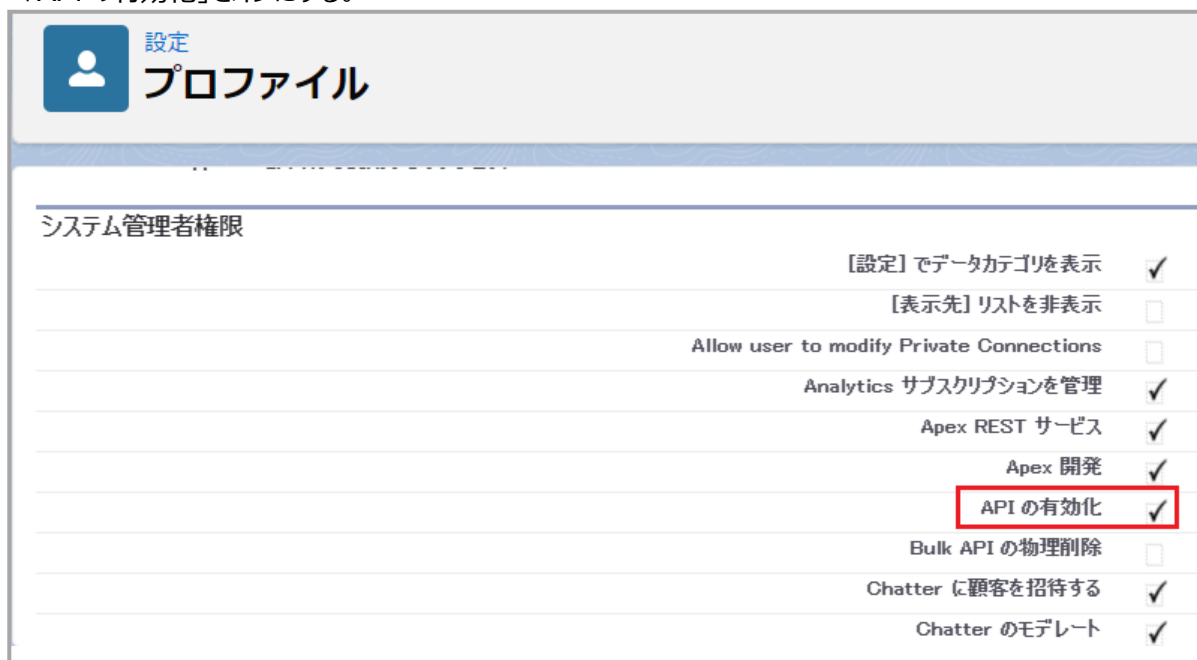 設定
プロファイル
システム管理者権限
[設定] でデータカテゴリを表示
[表示先] リストを非表示
Allow user to modify Private Connections
Analytics サブスクリプションを管理
Apex REST サービス
Apex 開発
API の有効化
Bulk API の物理削除
Chatter に顧客を招待する
Chatter のモデレート